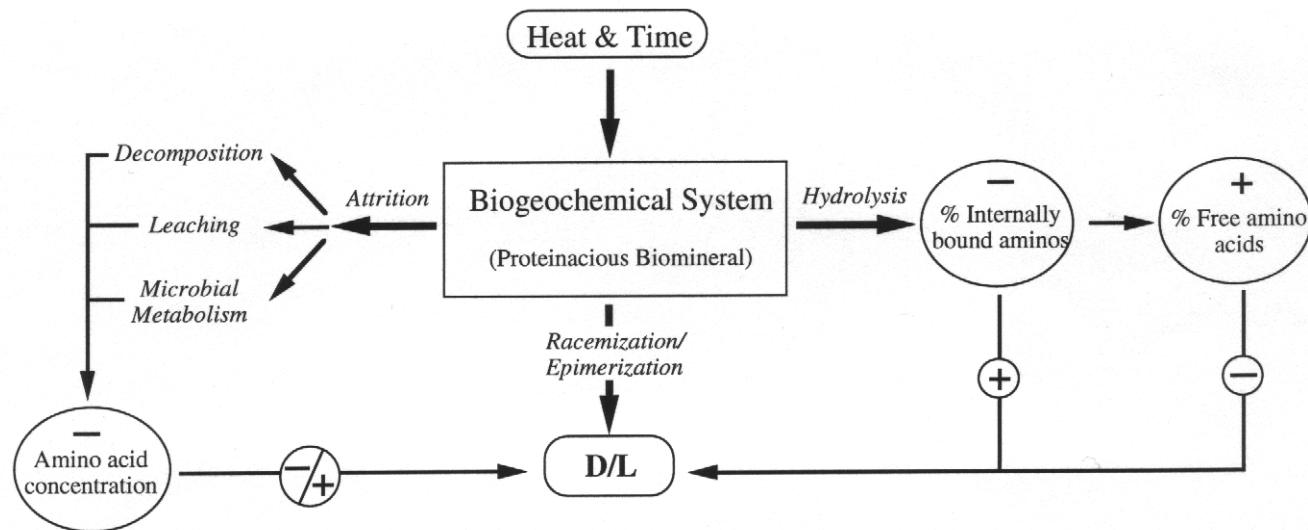 Heat & Time
Decomposition
Attrition
Leaching
Microbial
Metabolism
Biogeochemical System
(Proteinacious Biomineral)
Hydrolysis
−
% Internally
bound aminos
+
% Free amino
acids
Racemization/
Epimerization
+
−
−
Amino acid
concentration
−/+
D/L